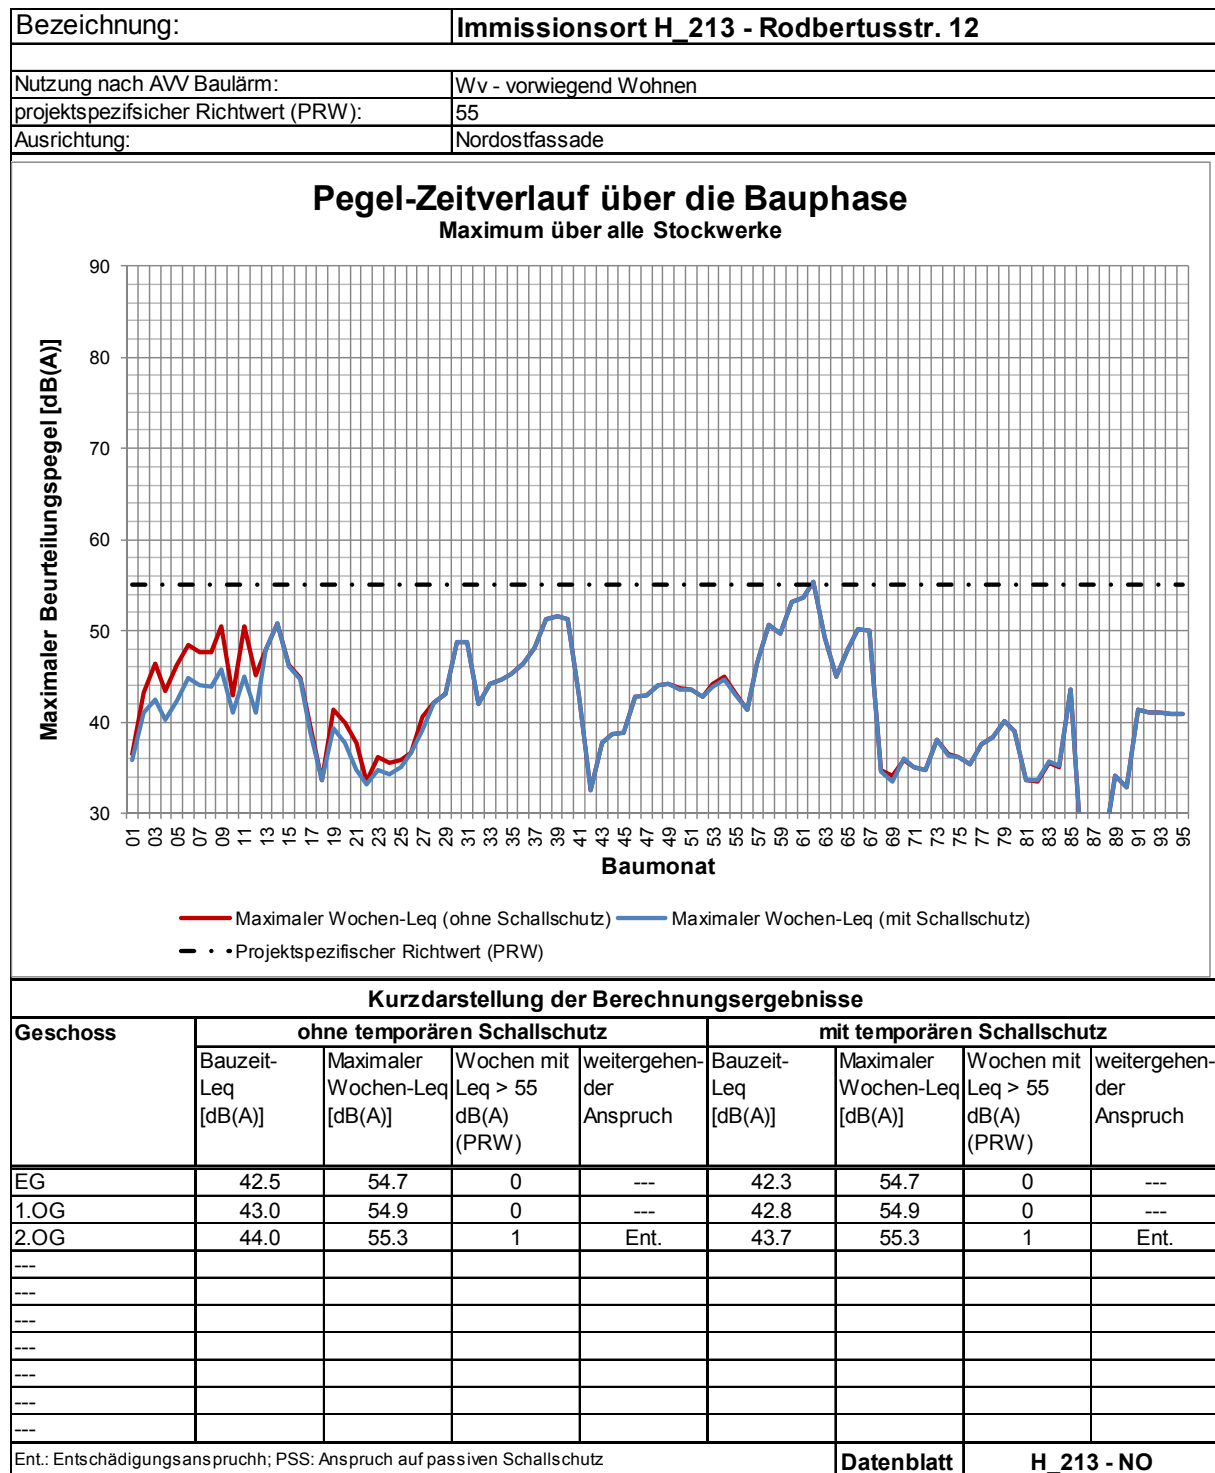 Bezeichnung: Immissionsort H_213 - Rodbertusstr. 12
Nutzung nach AVV Baulärm: Wv - vorwiegend Wohnen
projektspezifsicher Richtwert (PRW): 55
Ausrichtung: Nordostfassade
Pegel-Zeitverlauf über die Bauphase
Maximum über alle Stockwerke
Maximaler Beurteilungspegel [dB(A)]
90
80
70
60
50
40
30
01 03 05 07 09 11 13 15 17 19 21 23 25 27 29 31 33 35 37 39 41 43 45 47 49 51 53 55 57 59 61 63 65 67 69 71 73 75 77 79 81 83 85 87 89 91 93 95
Baumonat
Maximaler Wochen-Leq (ohne Schallschutz) Maximaler Wochen-Leq (mit Schallschutz)
Projektspezifischer Richtwert (PRW)
Kurzdarstellung der Berechnungsergebnisse
Geschoss ohne temporären Schallschutz mit temporären Schallschutz
Bauzeit- Maximaler Wochen mit weitergehen- Bauzeit- Maximaler Wochen mit weitergehen-
Leq Wochen-Leq Leq > 55 der Leq Wochen-Leq Leq > 55 der
[dB(A)] [dB(A)] dB(A) Anspruch [dB(A)] [dB(A)] dB(A) Anspruch
(PRW) (PRW)
EG 42.5 54.7 0 --- 42.3 54.7 0 ---
1.OG 43.0 54.9 0 --- 42.8 54.9 0 ---
2.OG 44.0 55.3 1 Ent. 43.7 55.3 1 Ent.
---
---
---
---
---
---
---
Ent.: Entschädigungsanspruchh; PSS: Anspruch auf passiven Schallschutz Datenblatt H_213 - NO